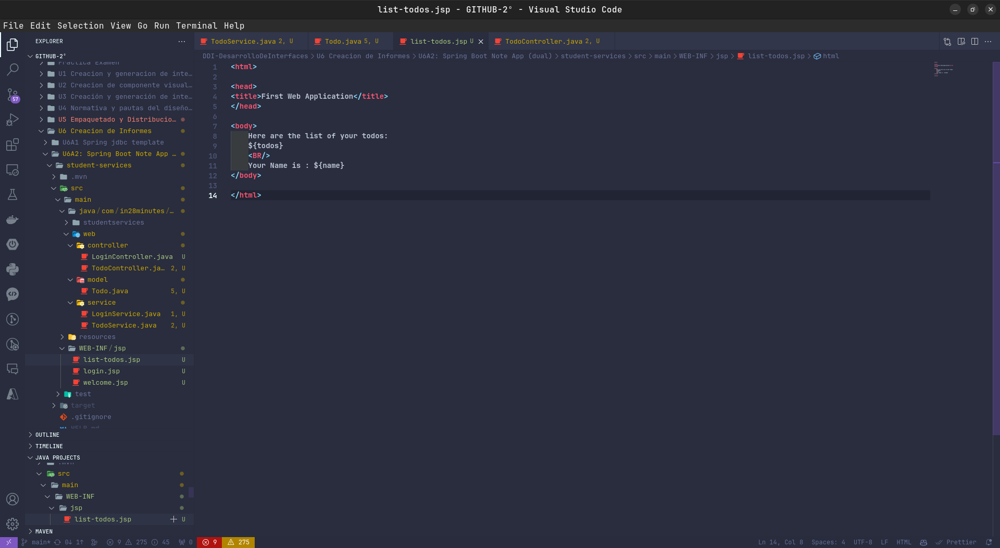 list-todos.jsp - GITHUB-2° - Visual Studio Code
File Edit Selection View Go Run Terminal Help
EXPLORER
GITHUB-2°
Practica Examen
U1 Creacion y generacion de inte…
U2 Creacion de componente visual…
U3 Creación y generación de inte…
U4 Normativa y pautas del diseño…
U5 Empaquetado y Distribucio…
U6 Creacion de Informes
U6A1 Spring jdbc template
U6A2: Spring Boot Note App …
student-services
.mvn
src
main
java/com/in28minutes/…
studentservices
web
controller
LoginController.java U
TodoController.ja… 2, U
model
Todo.java 5, U
service
LoginService.java 1, U
TodoService.java 2, U
resources
WEB-INF/jsp
list-todos.jsp U
login.jsp U
welcome.jsp U
test
target
.gitignore
HELP.md
OUTLINE
TIMELINE
JAVA PROJECTS
.mvn
src
main
WEB-INF
jsp
list-todos.jsp U
MAVEN
57
TodoService.java 2, U
Todo.java 5, U
list-todos.jsp U
TodoController.java 2, U
DDI-DesarrolloDeInterfaces > U6 Creacion de Informes > U6A2: Spring Boot Note App (dual) > student-services > src > main > WEB-INF > jsp > list-todos.jsp > html
1 <html>
2
3 <head>
4 <title>First Web Application</title>
5 </head>
6
7 <body>
8 Here are the list of your todos:
9 ${todos}
10 <BR/>
11 Your Name is : ${name}
12 </body>
13
14 </html>
main* 0↓ 1↑ 9 275 45 0 9 275
Ln 14, Col 8 Spaces: 4 UTF-8 LF HTML Prettier